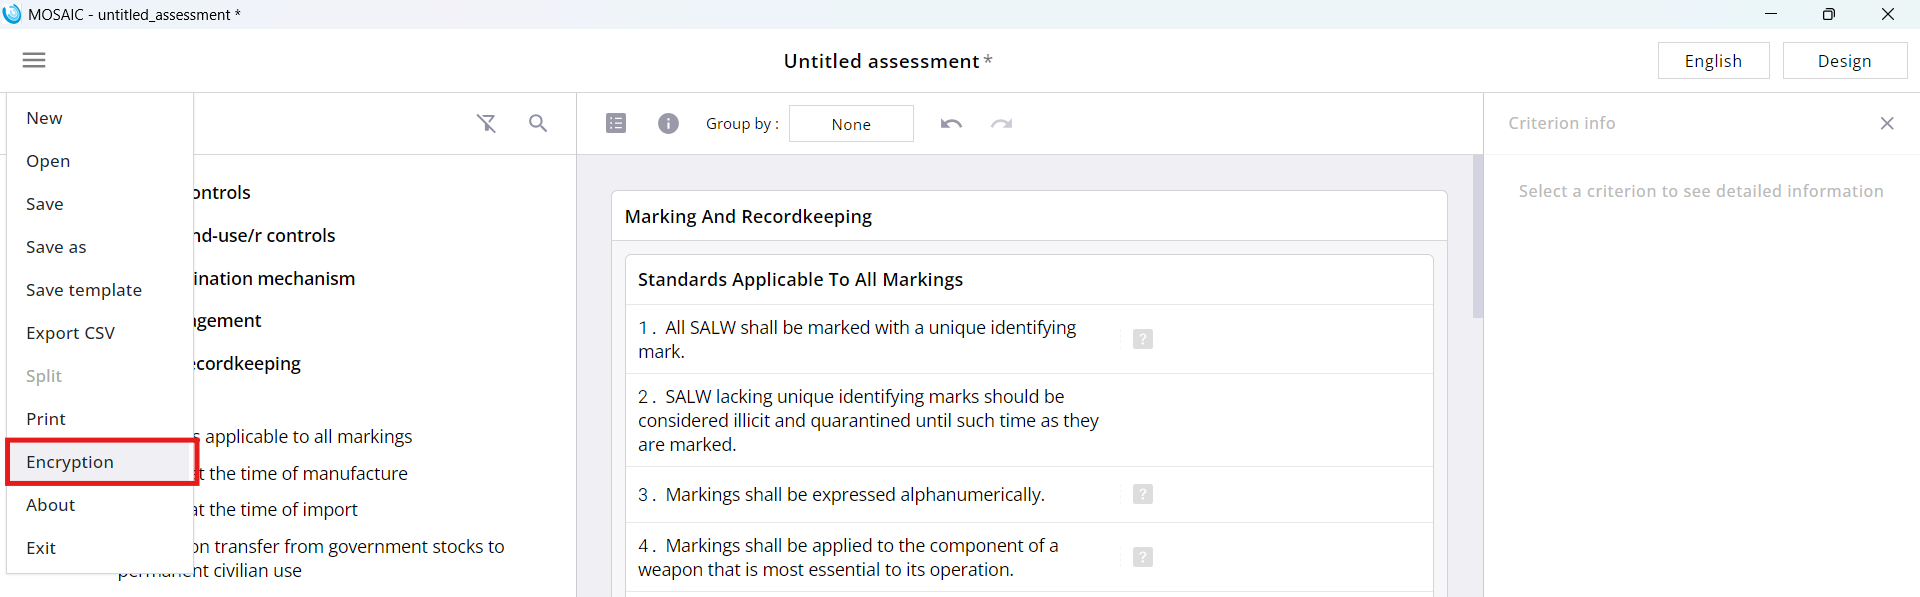 MOSAIC - untitled_assessment *
Untitled assessment *
English
Design
New
Open
Save
Save as
Save template
Export CSV
Split
Print
Encryption
About
Exit
ontrols
nd-use/r controls
ination mechanism
gement
cordkeeping
applicable to all markings
t the time of manufacture
at the time of import
on transfer from government stocks to
permanent civilian use
Group by :
None
Marking And Recordkeeping
Standards Applicable To All Markings
1. All SALW shall be marked with a unique identifying
mark.
?
2. SALW lacking unique identifying marks should be
considered illicit and quarantined until such time as they
are marked.
3. Markings shall be expressed alphanumerically.
?
4. Markings shall be applied to the component of a
weapon that is most essential to its operation.
?
Criterion info
Select a criterion to see detailed information